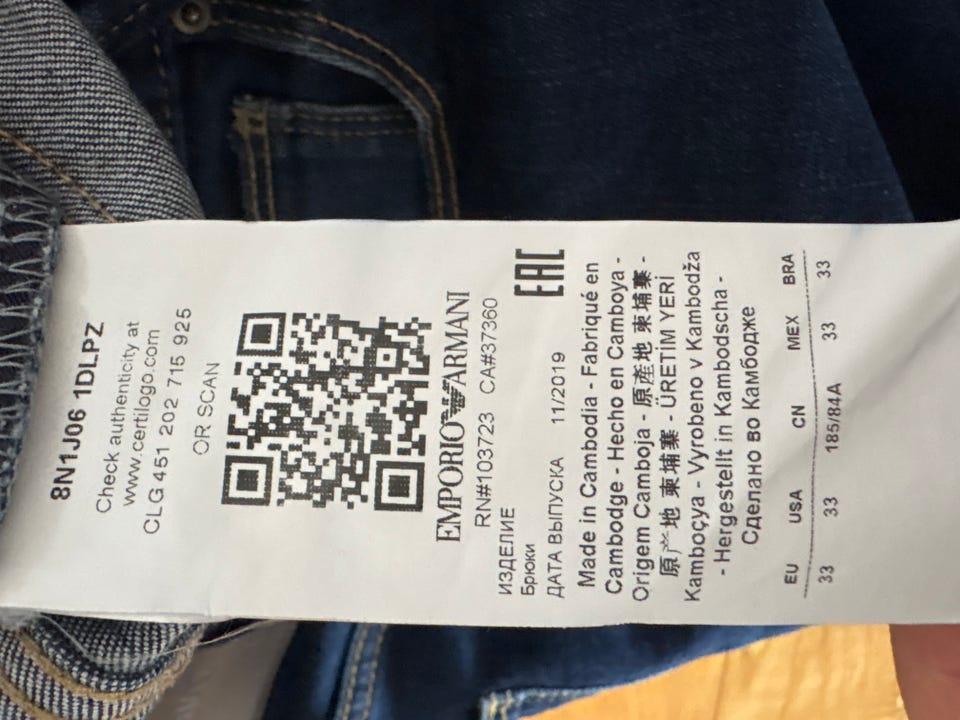 8N1J06 1DLPZ
Check authenticity at
www.certilogo.com
CLG 451 202 715 925
OR SCAN
EMPORIO ARMANI
RN#103723 CA#37360
ИЗДЕЛИЕ
Брюки
EAC
ДАТА ВЫПУСКА 11/2019
Made in Cambodia - Fabriqué en
Cambodge - Hecho en Camboya -
Origem Camboja - 原產地 柬埔寨 -
原产地 柬埔寨 - ÜRETIM YERİ
Kamboçya - Vyrobeno v Kambodža
- Hergestellt in Kambodscha -
Сделано во Камбодже
EU USA CN MEX BRA
33 33 185/84A 33 33